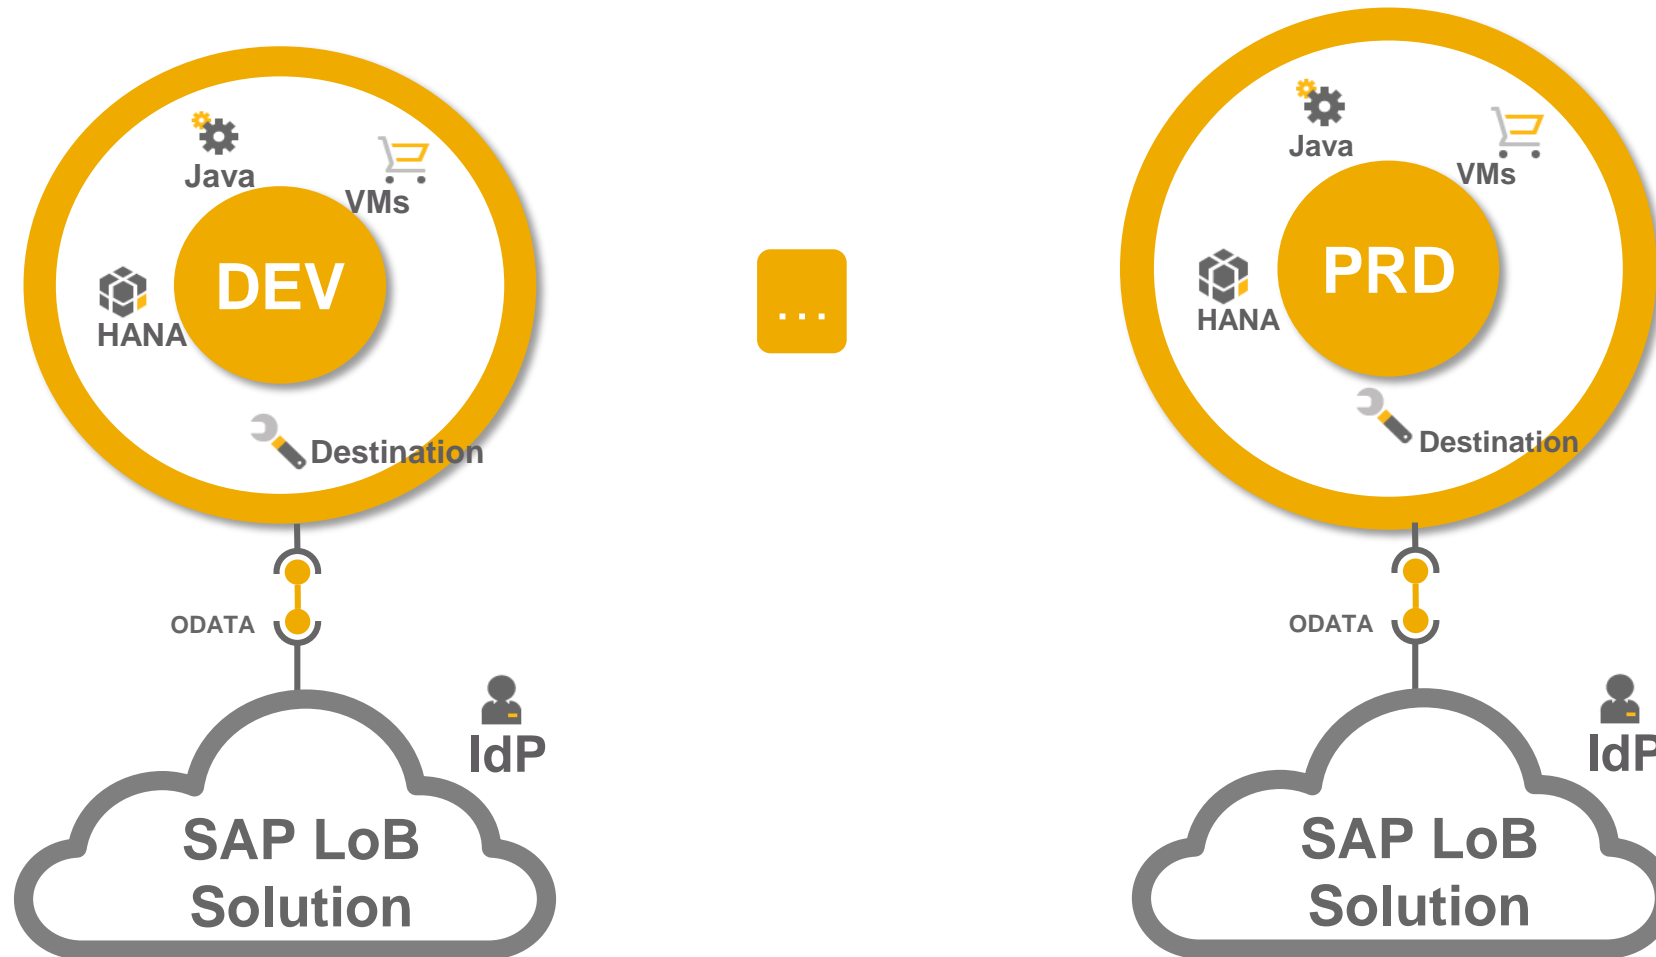 Java
VMs
DEV
HANA
Destination
ODATA
IdP
SAP LoB
Solution
...
Java
VMs
PRD
HANA
Destination
ODATA
IdP
SAP LoB
Solution